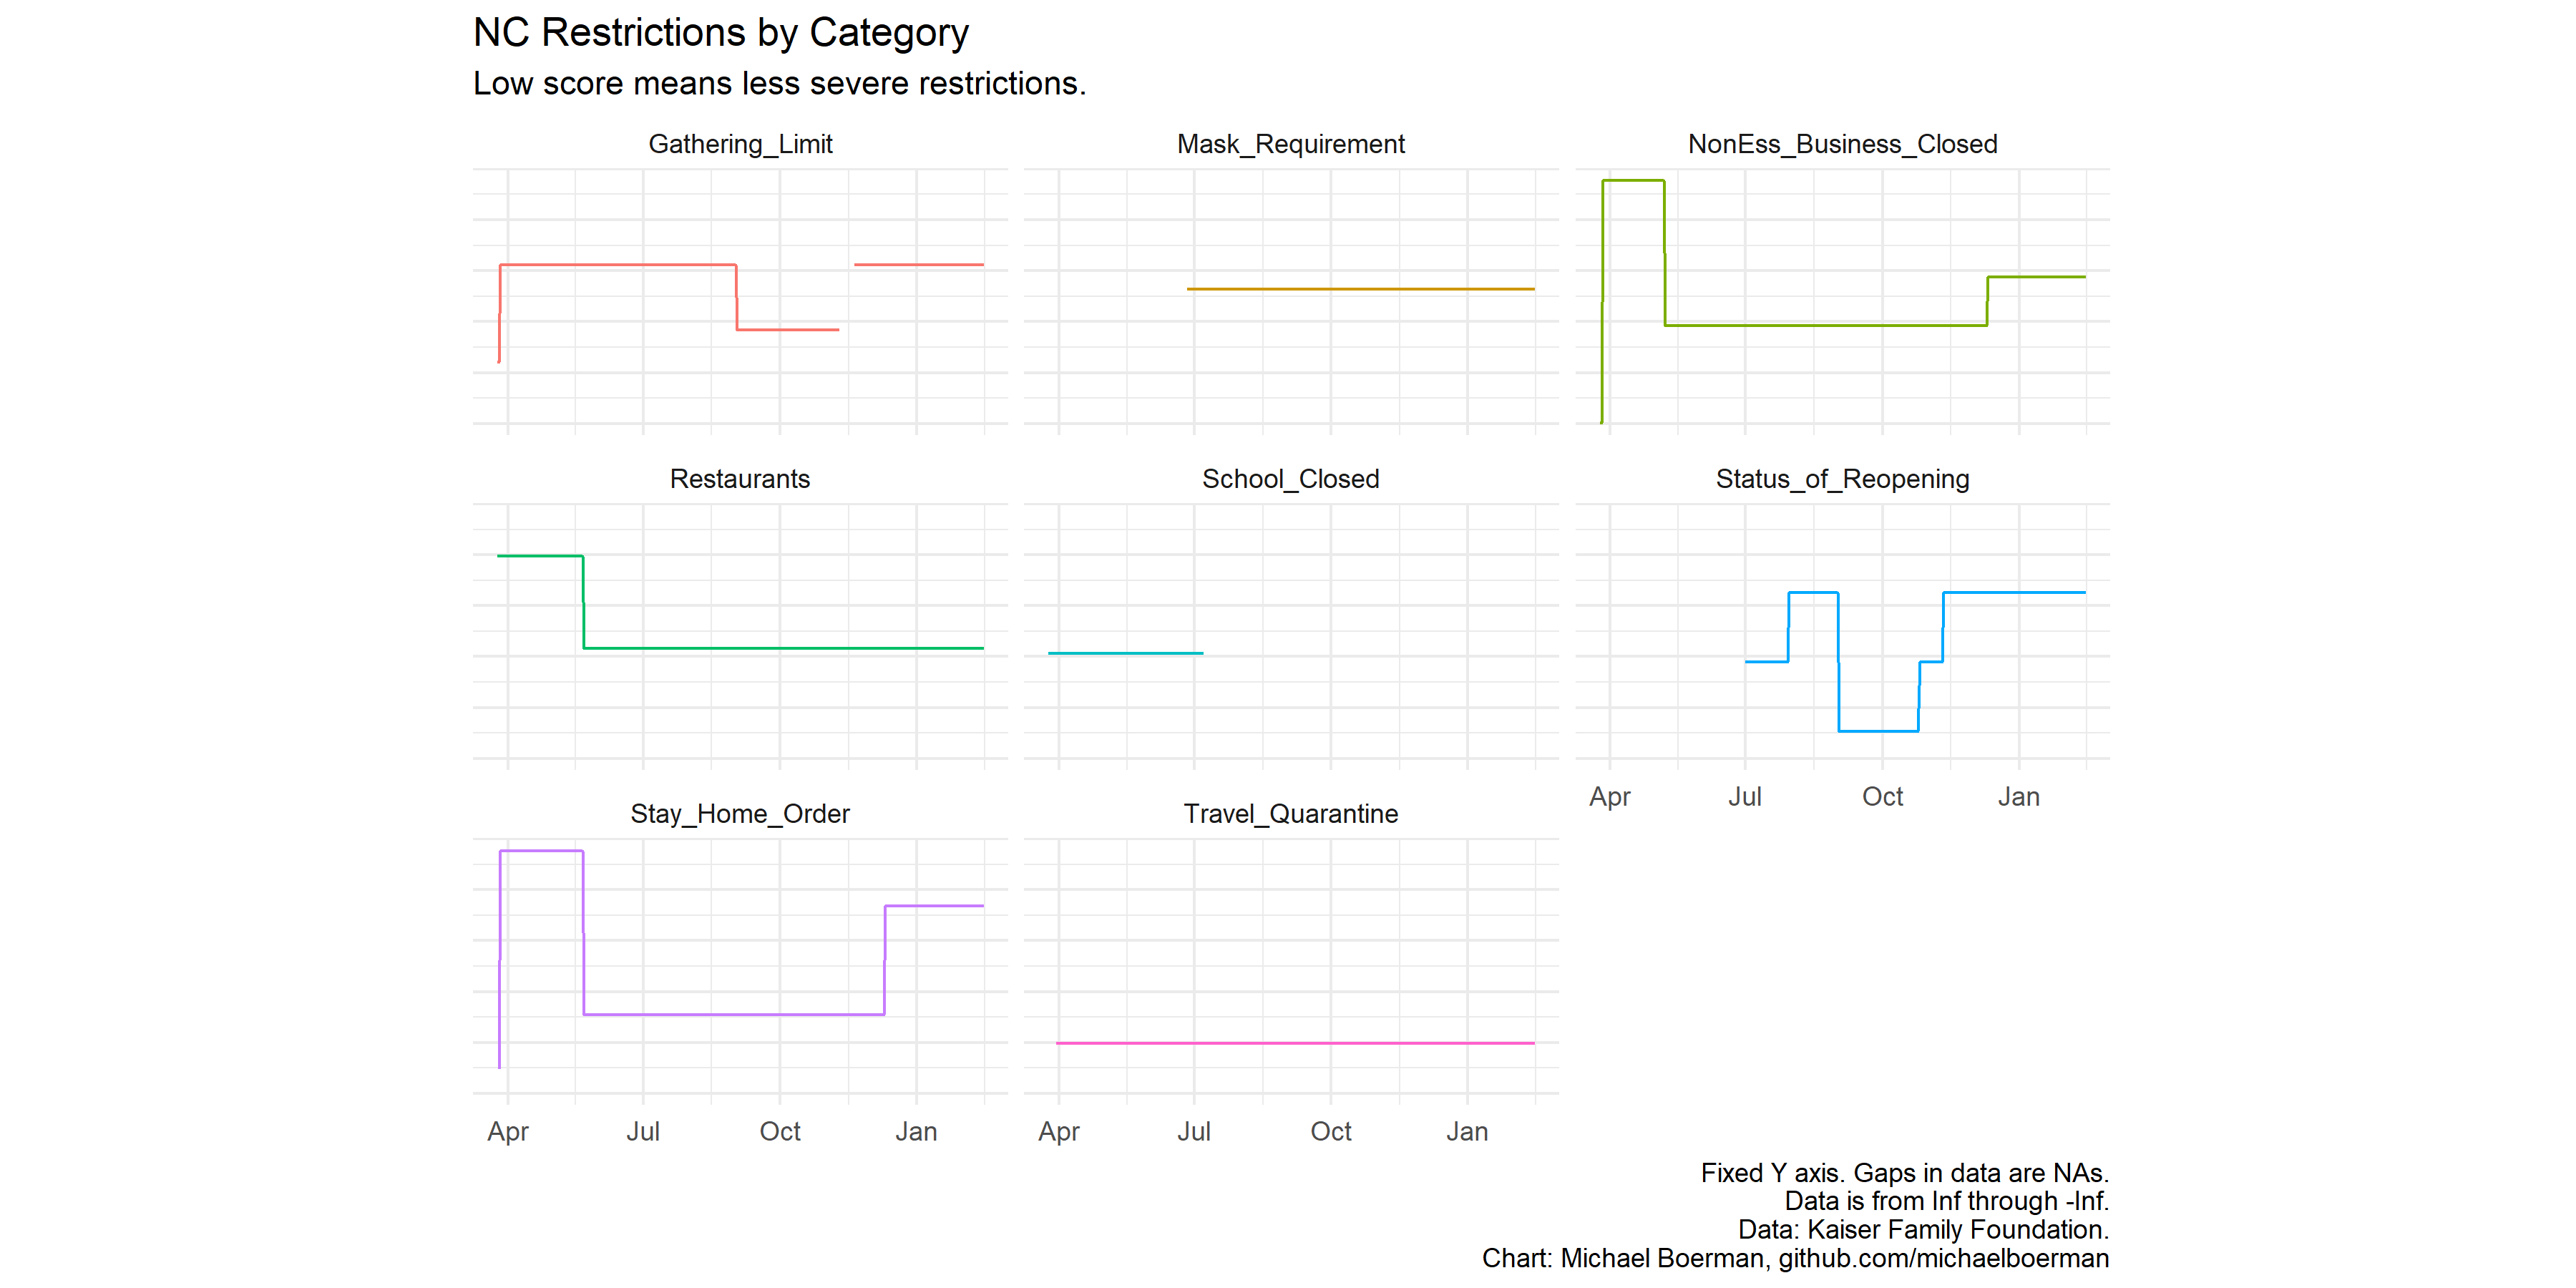 NC Restrictions by Category
Low score means less severe restrictions.
Gathering_Limit
Mask_Requirement
NonEss_Business_Closed
Restaurants
School_Closed
Status_of_Reopening
Apr Jul Oct Jan
Stay_Home_Order
Travel_Quarantine
Apr Jul Oct Jan
Apr Jul Oct Jan
Fixed Y axis. Gaps in data are NAs.
Data is from Inf through -Inf.
Data: Kaiser Family Foundation.
Chart: Michael Boerman, github.com/michaelboerman